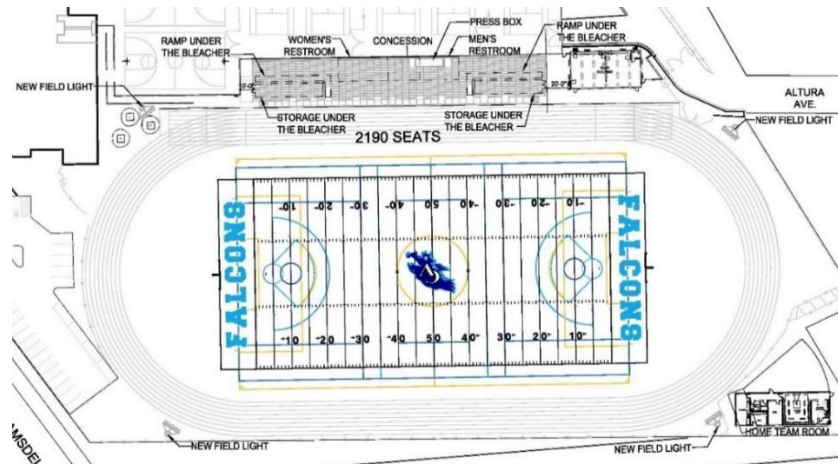 PRESS BOX
RAMP UNDER
THE BLEACHER
WOMEN'S
RESTROOM
CONCESSION
MEN'S
RESTROOM
RAMP UNDER
THE BLEACHER
NEW FIELD LIGHT
ALTURA
AVE.
NEW FIELD LIGHT
STORAGE UNDER
THE BLEACHER
STORAGE UNDER
THE BLEACHER
2190 SEATS
10 20 30 40 50 40 30 20 10
FALCONS
FALCONS
10 20 30 40 50 40 30 20 10
HOME TEAM ROOM
NEW FIELD LIGHT
NEW FIELD LIGHT